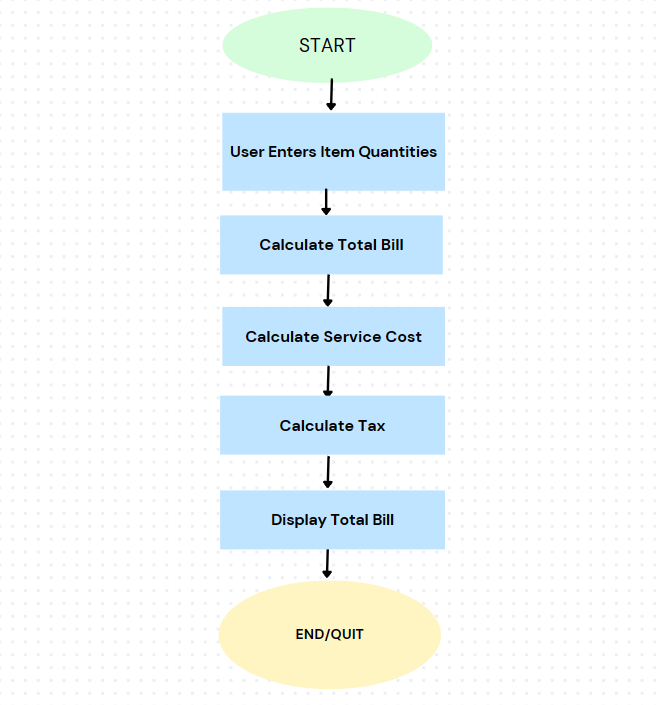 START
User Enters Item Quantities
Calculate Total Bill
Calculate Service Cost
Calculate Tax
Display Total Bill
END/QUIT